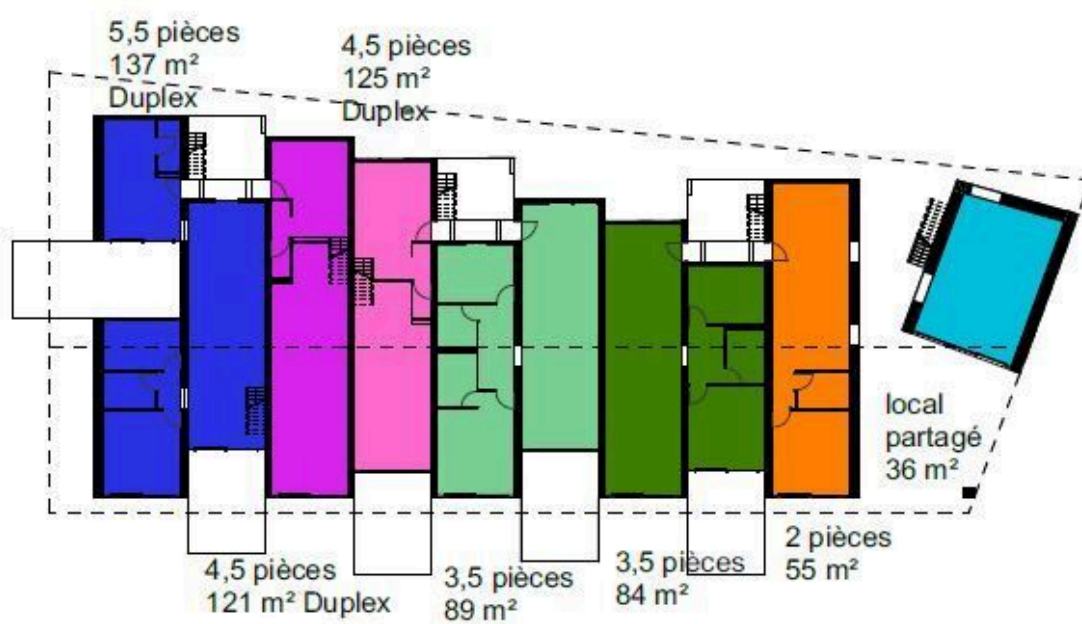 5,5 pièces
137 m²
Duplex
4,5 pièces
125 m²
Duplex
local
partagé
36 m²
4,5 pièces
121 m² Duplex
3,5 pièces
89 m²
3,5 pièces
84 m²
2 pièces
55 m²